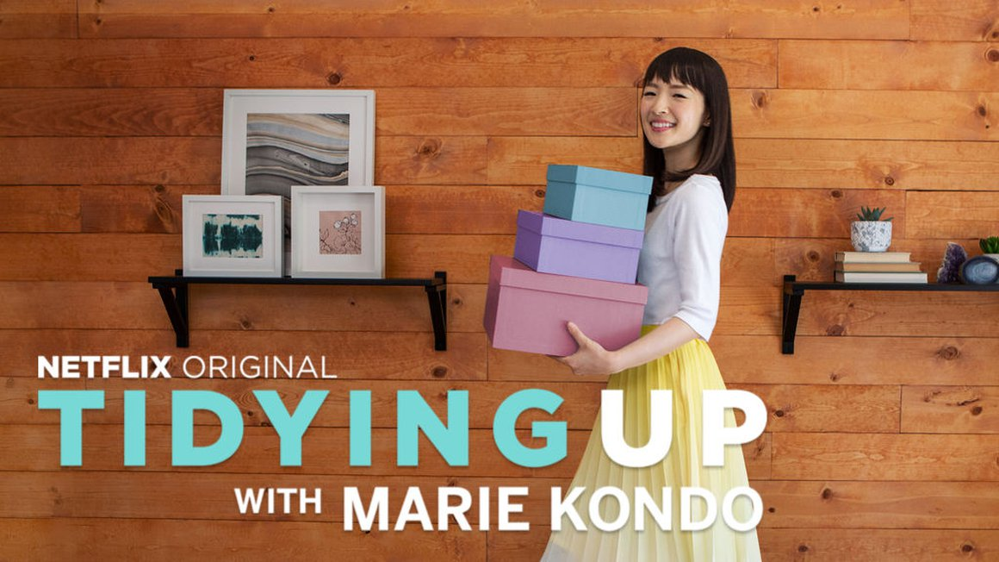 NETFLIX ORIGINAL
TIDYING UP
WITH MARIE KONDO